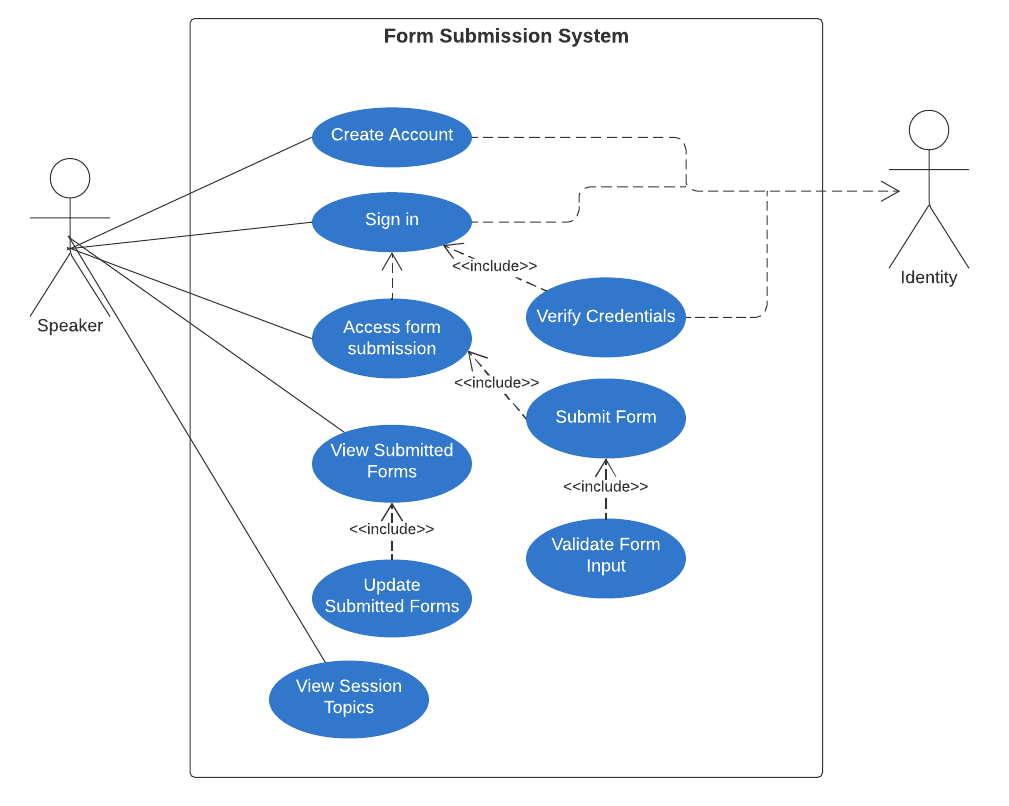 Form Submission System
Create Account
Sign in
<<include>>
Identity
Verify Credentials
Speaker
Access form
submission
<<include>>
Submit Form
View Submitted
Forms
<<include>>
<<include>>
Validate Form
Input
Update
Submitted Forms
View Session
Topics